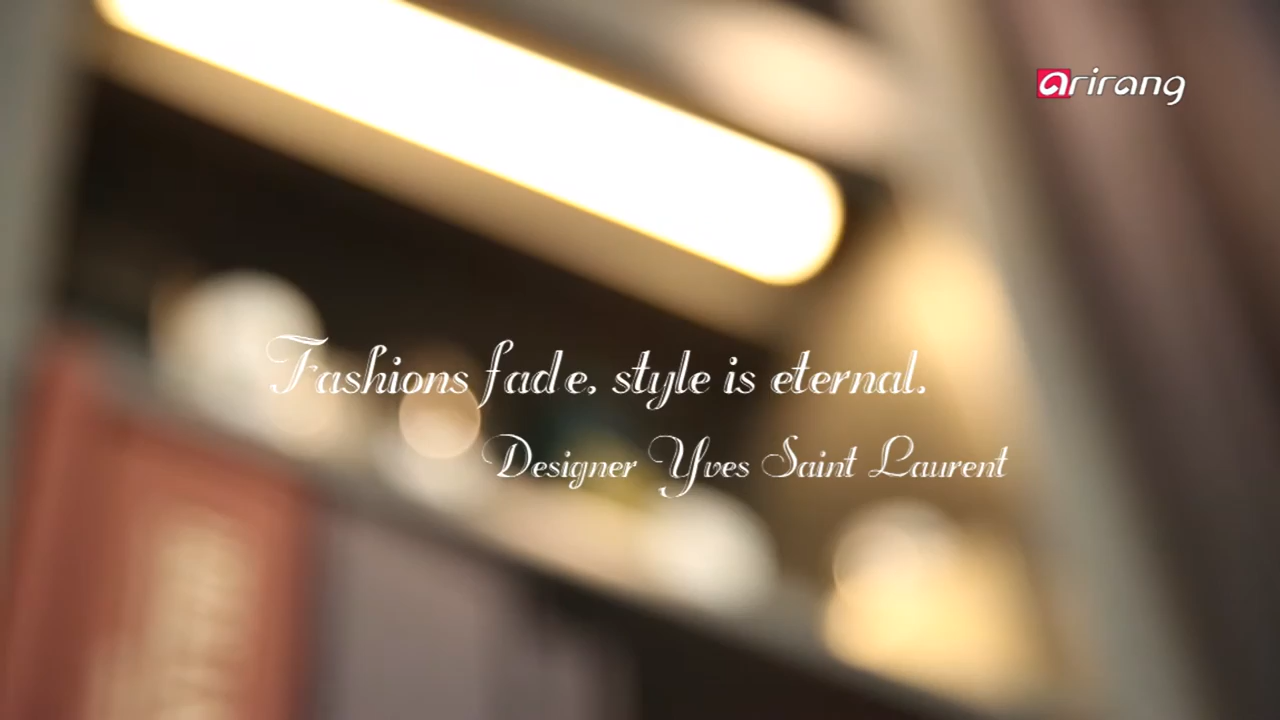 arirang
Fashions fade, style is eternal.
Designer Yves Saint Laurent